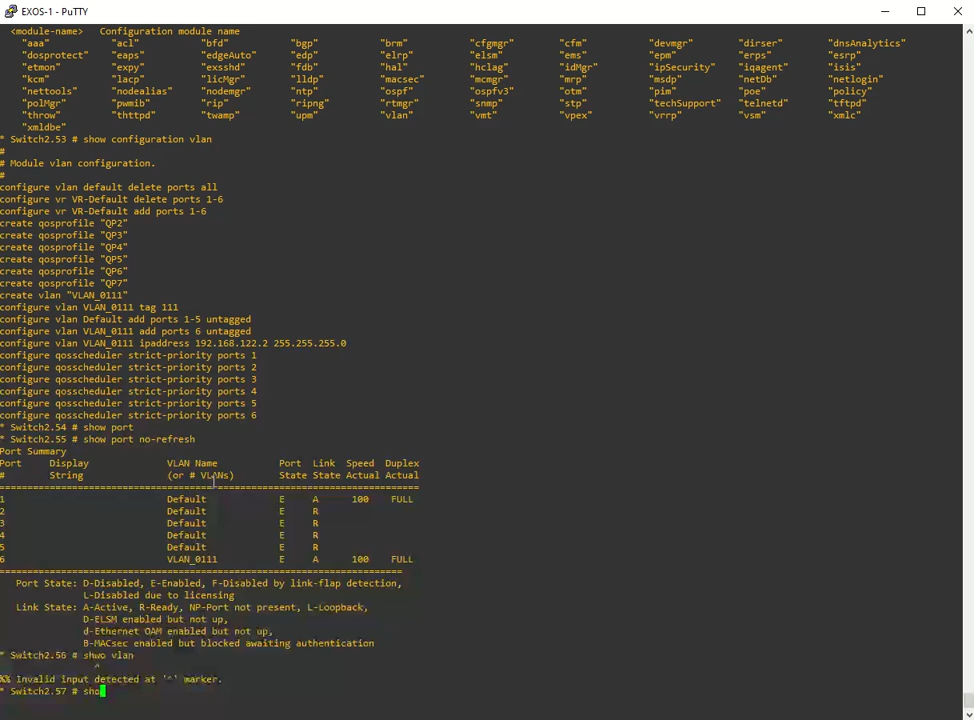 EXOS-1 - PuTTY
<module-name> Configuration module name
"aaa" "acl" "bfd" "bgp" "brm" "cfgmgr" "cfm" "devmgr" "dirser" "dnsAnalytics"
"dosprotect" "eaps" "edgeAuto" "edp" "elrp" "elsm" "ems" "epm" "erps" "esrp"
"etmon" "expy" "exsshd" "fdb" "hal" "hclag" "idMgr" "ipSecurity" "iqagent" "isis"
"kcm" "lacp" "licMgr" "lldp" "macsec" "mcmgr" "mrp" "msdp" "netDb" "netlogin"
"nettools" "nodealias" "nodemgr" "ntp" "ospf" "ospfv3" "otm" "pim" "poe" "policy"
"polMgr" "pwmib" "rip" "ripng" "rtmgr" "snmp" "stp" "techSupport" "telnetd" "tftpd"
"throw" "thttpd" "twamp" "upm" "vlan" "vmt" "vpex" "vrrp" "vsm" "xmlc"
"xmldbe"
* Switch2.53 # show configuration vlan
#
# Module vlan configuration.
#
configure vlan default delete ports all
configure vr VR-Default delete ports 1-6
configure vr VR-Default add ports 1-6
create qosprofile "QP2"
create qosprofile "QP3"
create qosprofile "QP4"
create qosprofile "QP5"
create qosprofile "QP6"
create qosprofile "QP7"
create vlan "VLAN_0111"
configure vlan VLAN_0111 tag 111
configure vlan Default add ports 1-5 untagged
configure vlan VLAN_0111 add ports 6 untagged
configure vlan VLAN_0111 ipaddress 192.168.122.2 255.255.255.0
configure qosscheduler strict-priority ports 1
configure qosscheduler strict-priority ports 2
configure qosscheduler strict-priority ports 3
configure qosscheduler strict-priority ports 4
configure qosscheduler strict-priority ports 5
configure qosscheduler strict-priority ports 6
* Switch2.54 # show port
* Switch2.55 # show port no-refresh
Port Summary
Port Display VLAN Name Port Link Speed Duplex
# String (or # VLANs) State State Actual Actual
==================================================================
1 Default E A 100 FULL
2 Default E R
3 Default E R
4 Default E R
5 Default E R
6 VLAN_0111 E A 100 FULL
==================================================================
Port State: D-Disabled, E-Enabled, F-Disabled by link-flap detection,
L-Disabled due to licensing
Link State: A-Active, R-Ready, NP-Port not present, L-Loopback,
D-ELSM enabled but not up,
d-Ethernet OAM enabled but not up,
B-MACsec enabled but blocked awaiting authentication
* Switch2.56 # shwo vlan
^
%% Invalid input detected at '^' marker.
* Switch2.57 # sho